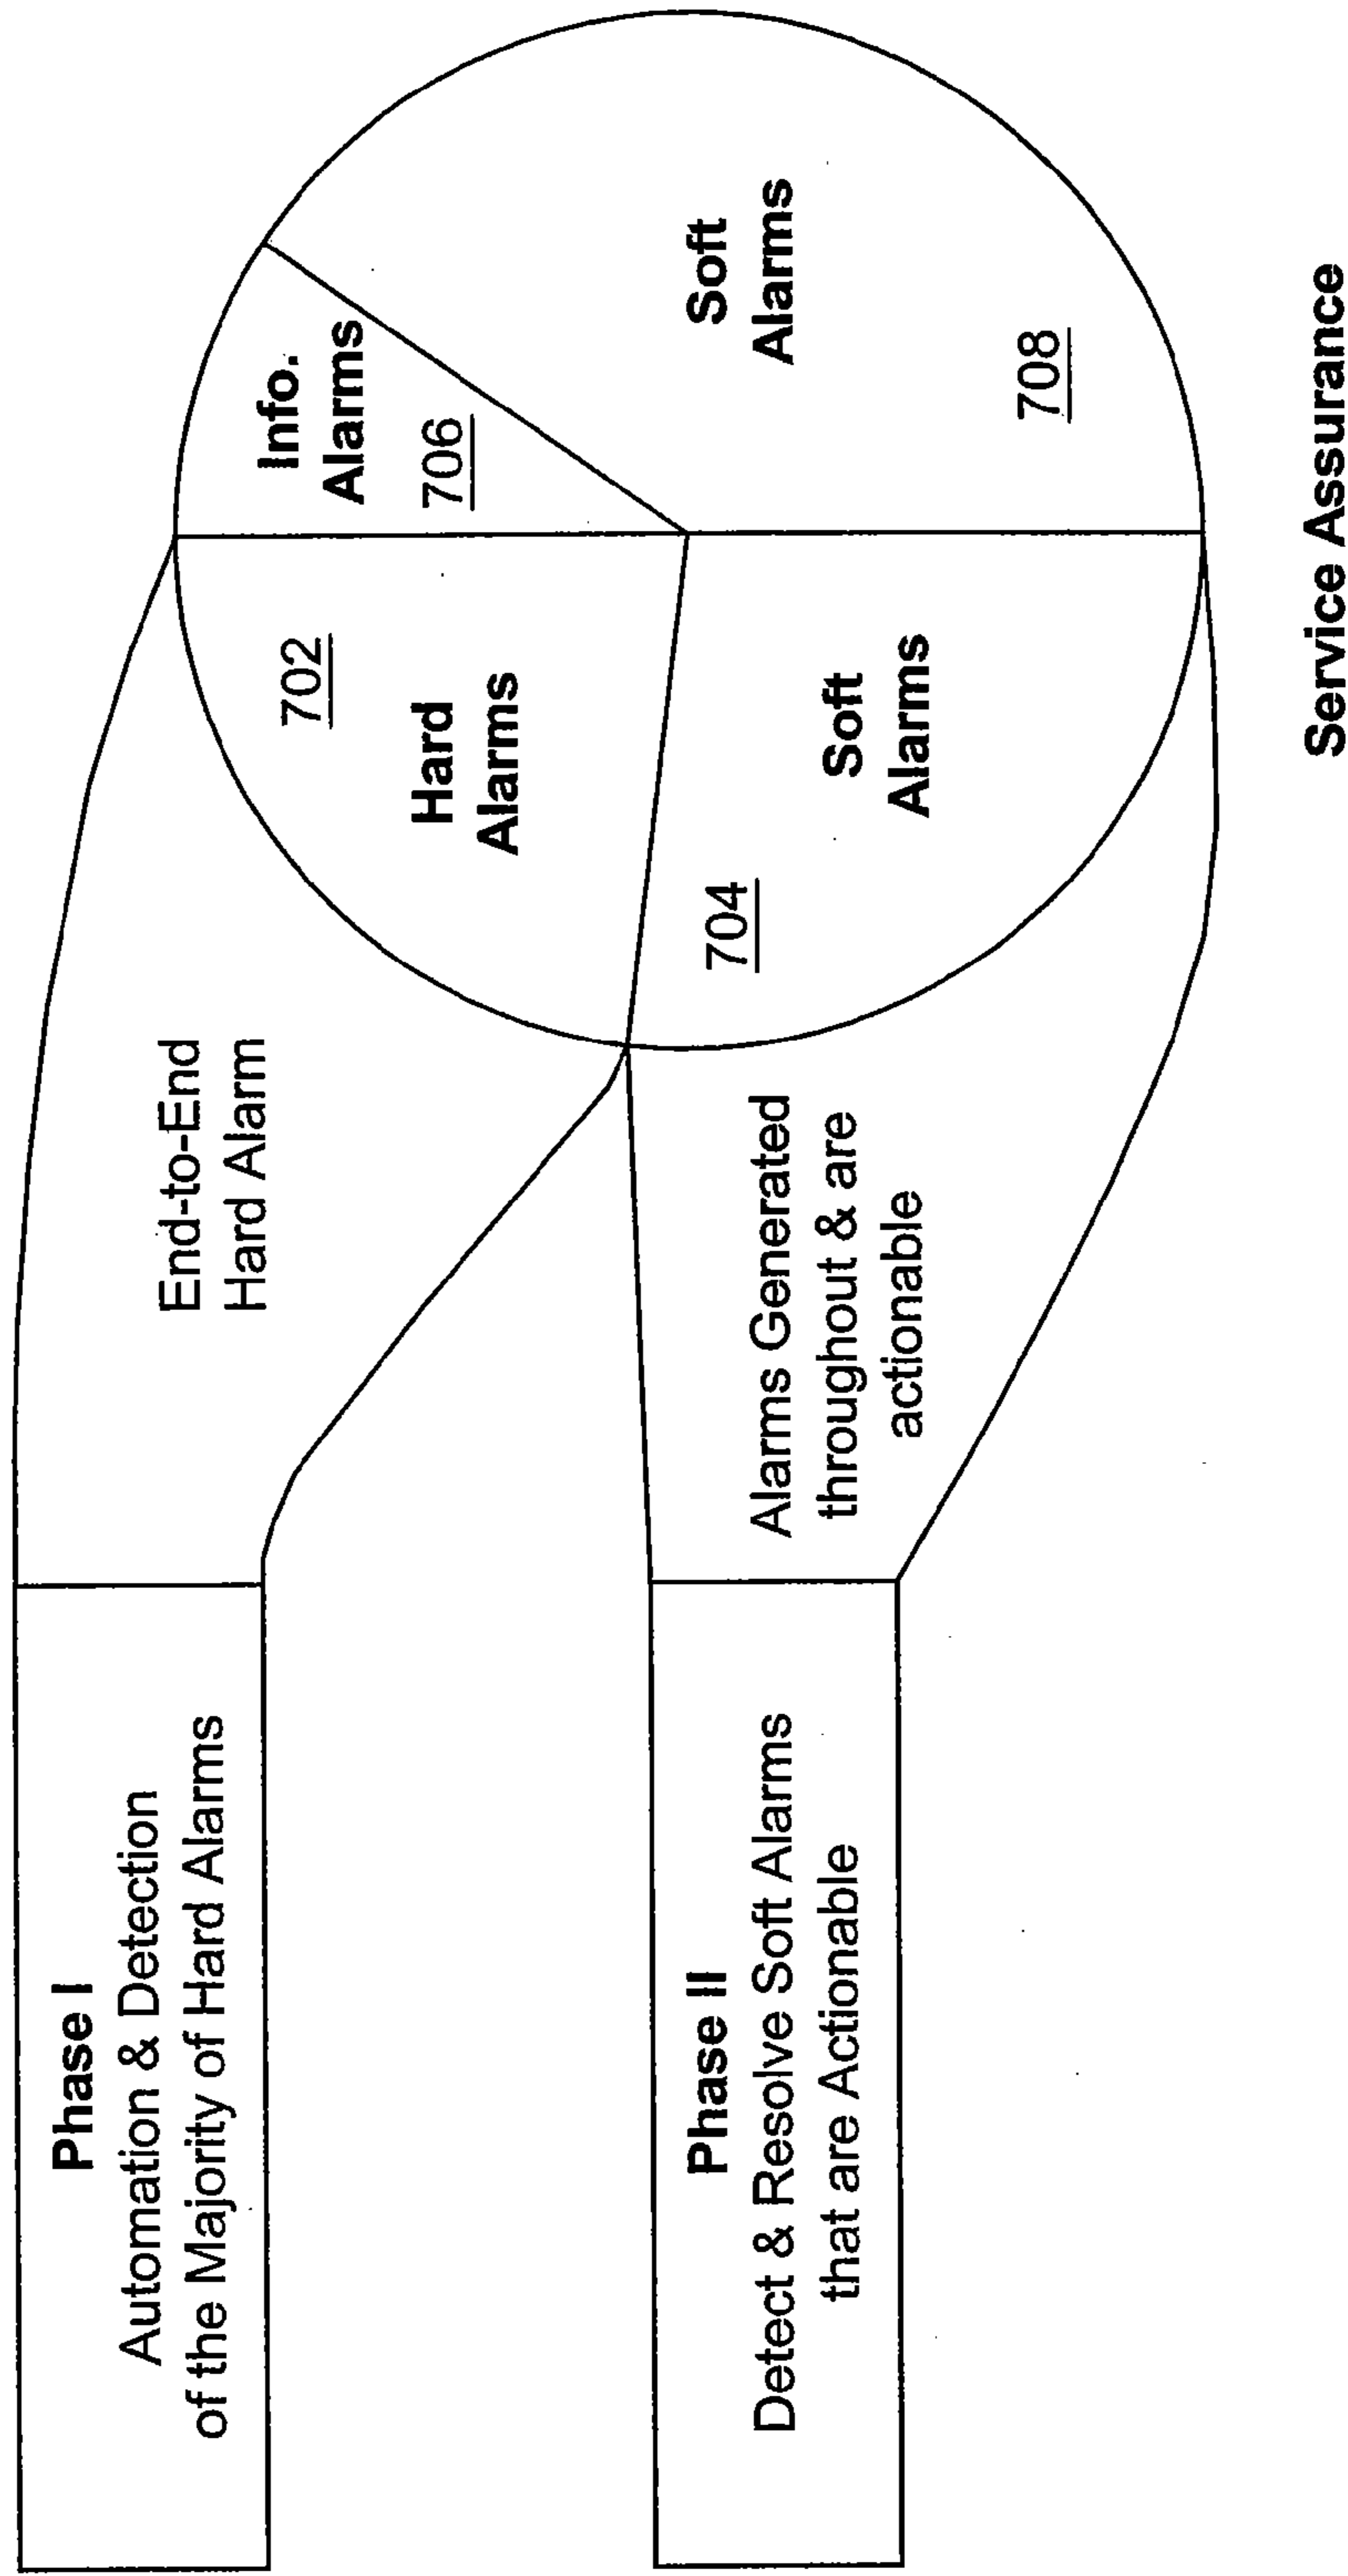 Phase I
Automation & Detection
of the Majority of Hard Alarms
End-to-End
Hard Alarm
702
Hard
Alarms
Info.
Alarms
706
Phase II
Detect & Resolve Soft Alarms
that are Actionable
Alarms Generated
throughout & are
actionable
704
Soft
Alarms
Soft
Alarms
708
Service Assurance